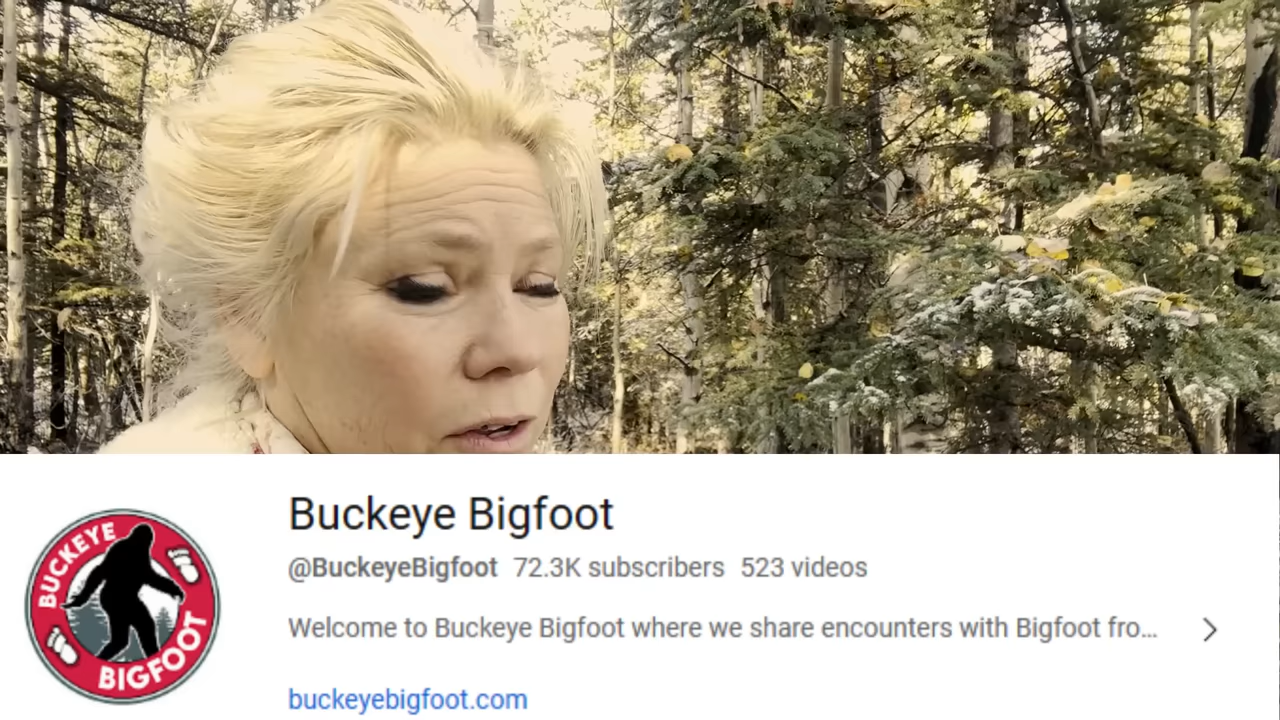 Buckeye Bigfoot
@BuckeyeBigfoot 72.3K subscribers 523 videos
Welcome to Buckeye Bigfoot where we share encounters with Bigfoot fro...
buckeyebigfoot.com
BUCKEYE
BIGFOOT